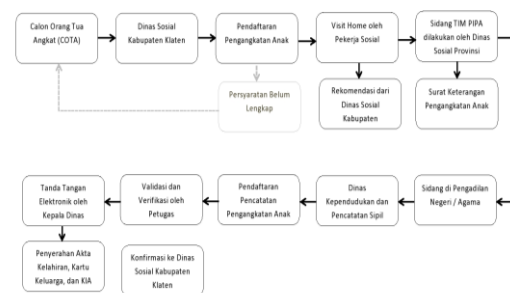 Calon Orang Tua
Angkat (COTA)
Dinas Sosial
Kabupaten Klaten
Pendaftaran
Pengangkatan Anak
Visit Home oleh
Pekerja Sosial
Sidang TIM PIPA
dilakukan oleh Dinas
Sosial Provinsi
Persyaratan Belum
Lengkap
Rekomendasi dari
Dinas Sosial
Kabupaten
Surat Keterangan
Pengangkatan Anak
Tanda Tangan
Elektronik oleh
Kepala Dinas
Validasi dan
Verifikasi oleh
Petugas
Pendaftaran
Pencatatan
Pengangkatan Anak
Dinas
Kependudukan dan
Pencatatan Sipil
Sidang di Pengadilan
Negeri / Agama
Penyerahan Akta
Kelahiran, Kartu
Keluarga, dan KIA
Konfirmasi ke Dinas
Sosial Kabupaten
Klaten